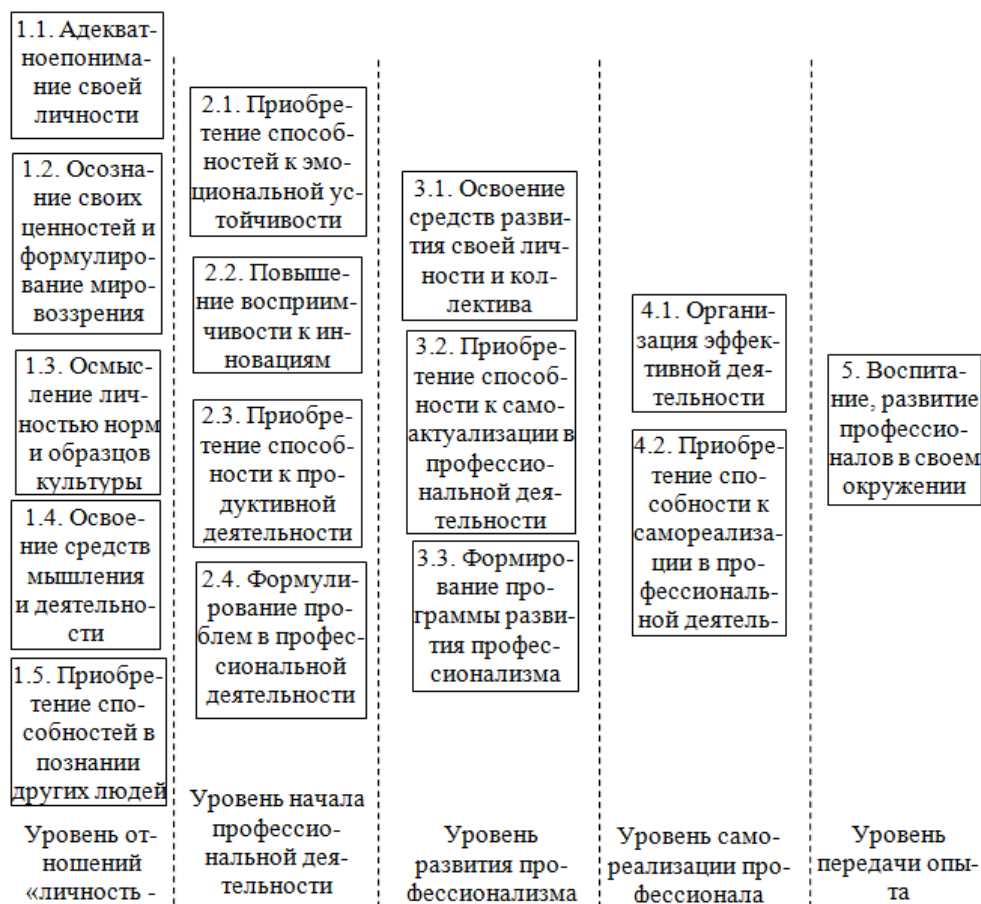 1.1. Адекват-
ноепонима-
ние своей
личности
1.2. Осозна-
ние своих
ценностей и
формулиро-
вание миро-
воззрения
1.3. Осмыс-
ление лич-
ностью норм
и образцов
культуры
1.4. Освое-
ние средств
мышления
и деятельно-
сти
1.5. Приобре-
тение спо-
собностей в
познании
других людей
Уровень от-
ношений
«личность -
2.1. Приобре-
тение способ-
ностей к эмо-
циональной ус-
тойчивости
2.2. Повыше-
ние восприим-
чивости к ин-
новациям
2.3. Приобре-
тение способ-
ности к про-
дуктивной
деятельности
2.4. Формули-
рование про-
блем в профес-
сиональной
деятельности
Уровень начала
профессио-
нальной дея-
тельности
3.1. Освоение
средств разви-
тия своей лич-
ности и кол-
лектива
3.2. Приобре-
тение способ-
ности к само-
актуализации в
профессио-
нальной дея-
тельности
3.3. Формиро-
вание про-
граммы разви-
тия профес-
сионализма
Уровень
развития про-
фессионализма
4.1. Органи-
зация эффек-
тивной дея-
тельности
4.2. Приобре-
тение спо-
собности к
самореализа-
ции в про-
фессиональ-
ной деятель-
Уровень само-
реализации про-
фессионала
5. Воспита-
ние, развитие
профессио-
налов в своем
окружении
Уровень
передачи опы-
та